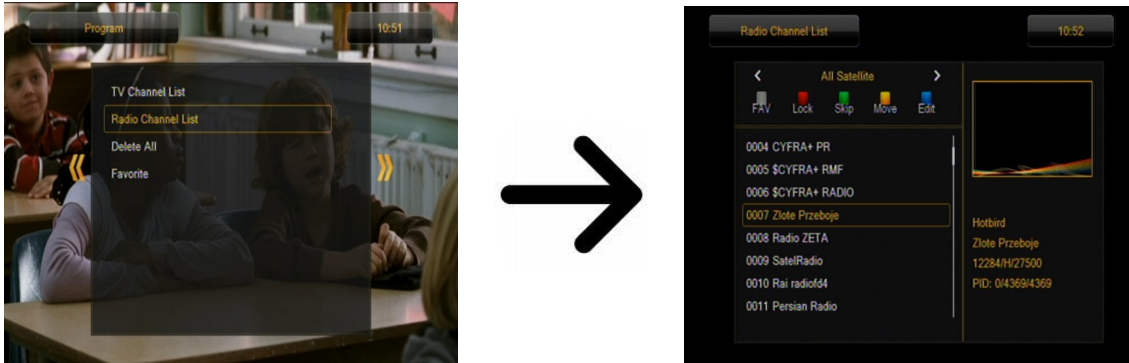 Program
10:51
TV Channel List
Radio Channel List
Delete All
Favorite
Radio Channel List
10:52
All Satellite
FAV Lock Skip Move Edit
0004 CYFRA+ PR
0005 $CYFRA+ RMF
0006 $CYFRA+ RADIO
0007 Zlote Przeboje
0008 Radio ZETA
0009 SatelRadio
0010 Rai radiofd4
0011 Persian Radio
Hotbird
Zlote Przeboje
12284/H/27500
PID: 0/4369/4369